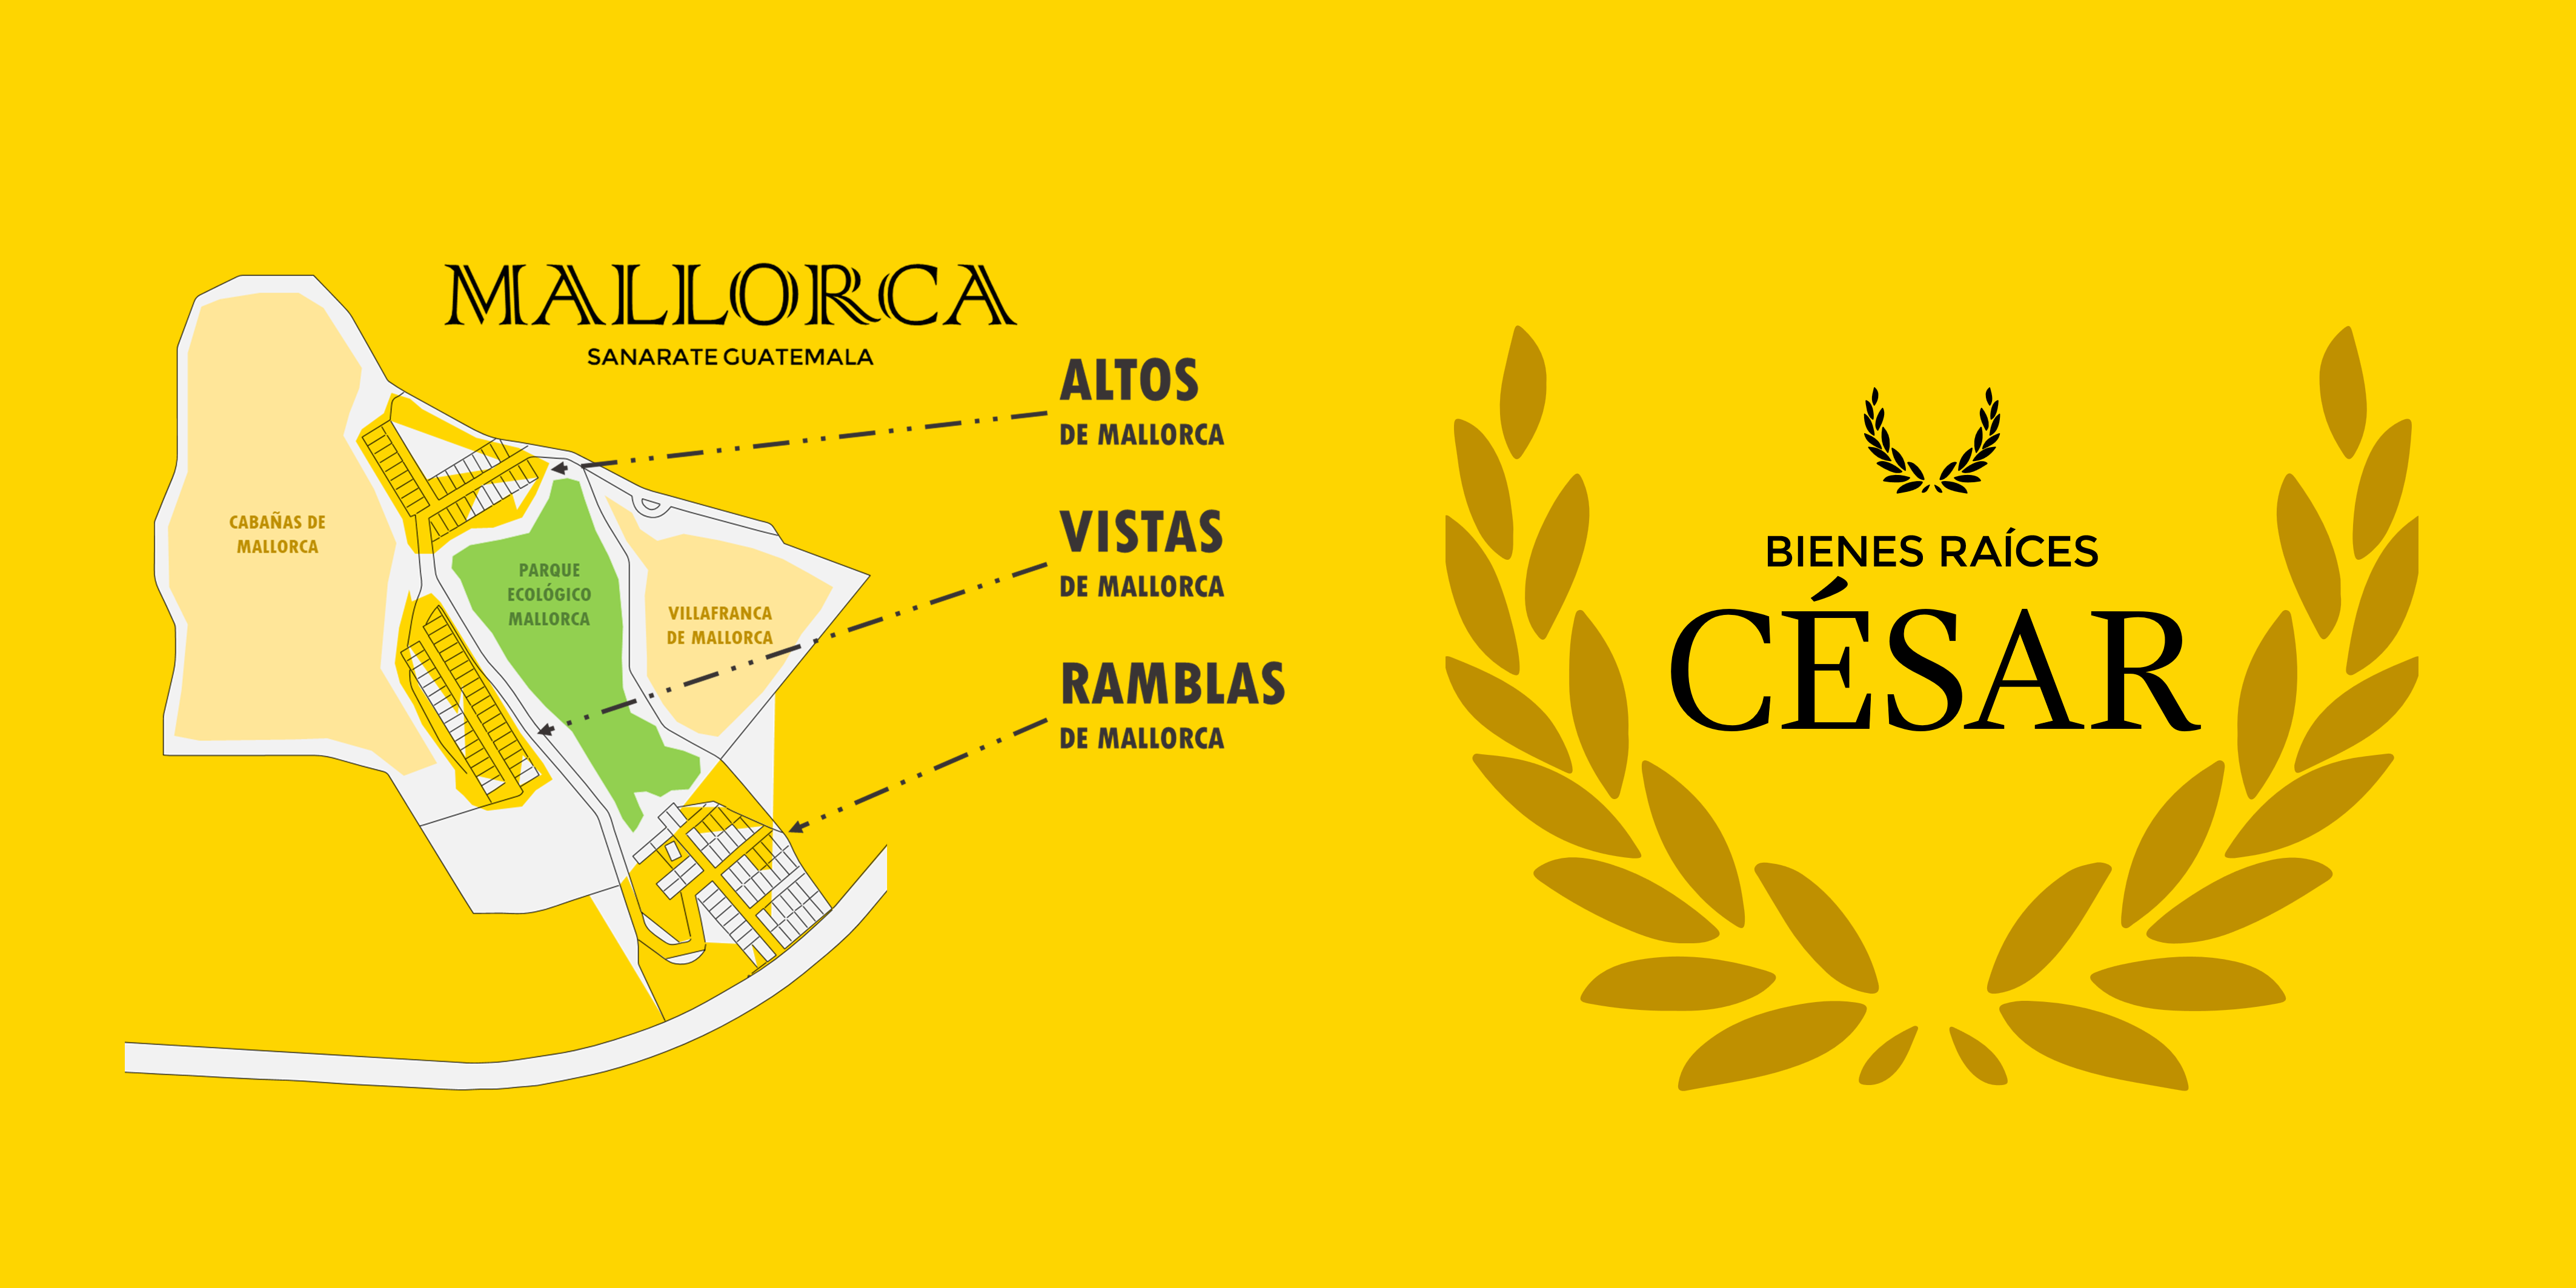 MALLORCA
SANARATE GUATEMALA
CABAÑAS DE
MALLORCA
PARQUE
ECOLÓGICO
MALLORCA
VILLAFRANCA
DE MALLORCA
ALTOS
DE MALLORCA
VISTAS
DE MALLORCA
RAMBLAS
DE MALLORCA
BIENES RAÍCES
CÉSAR